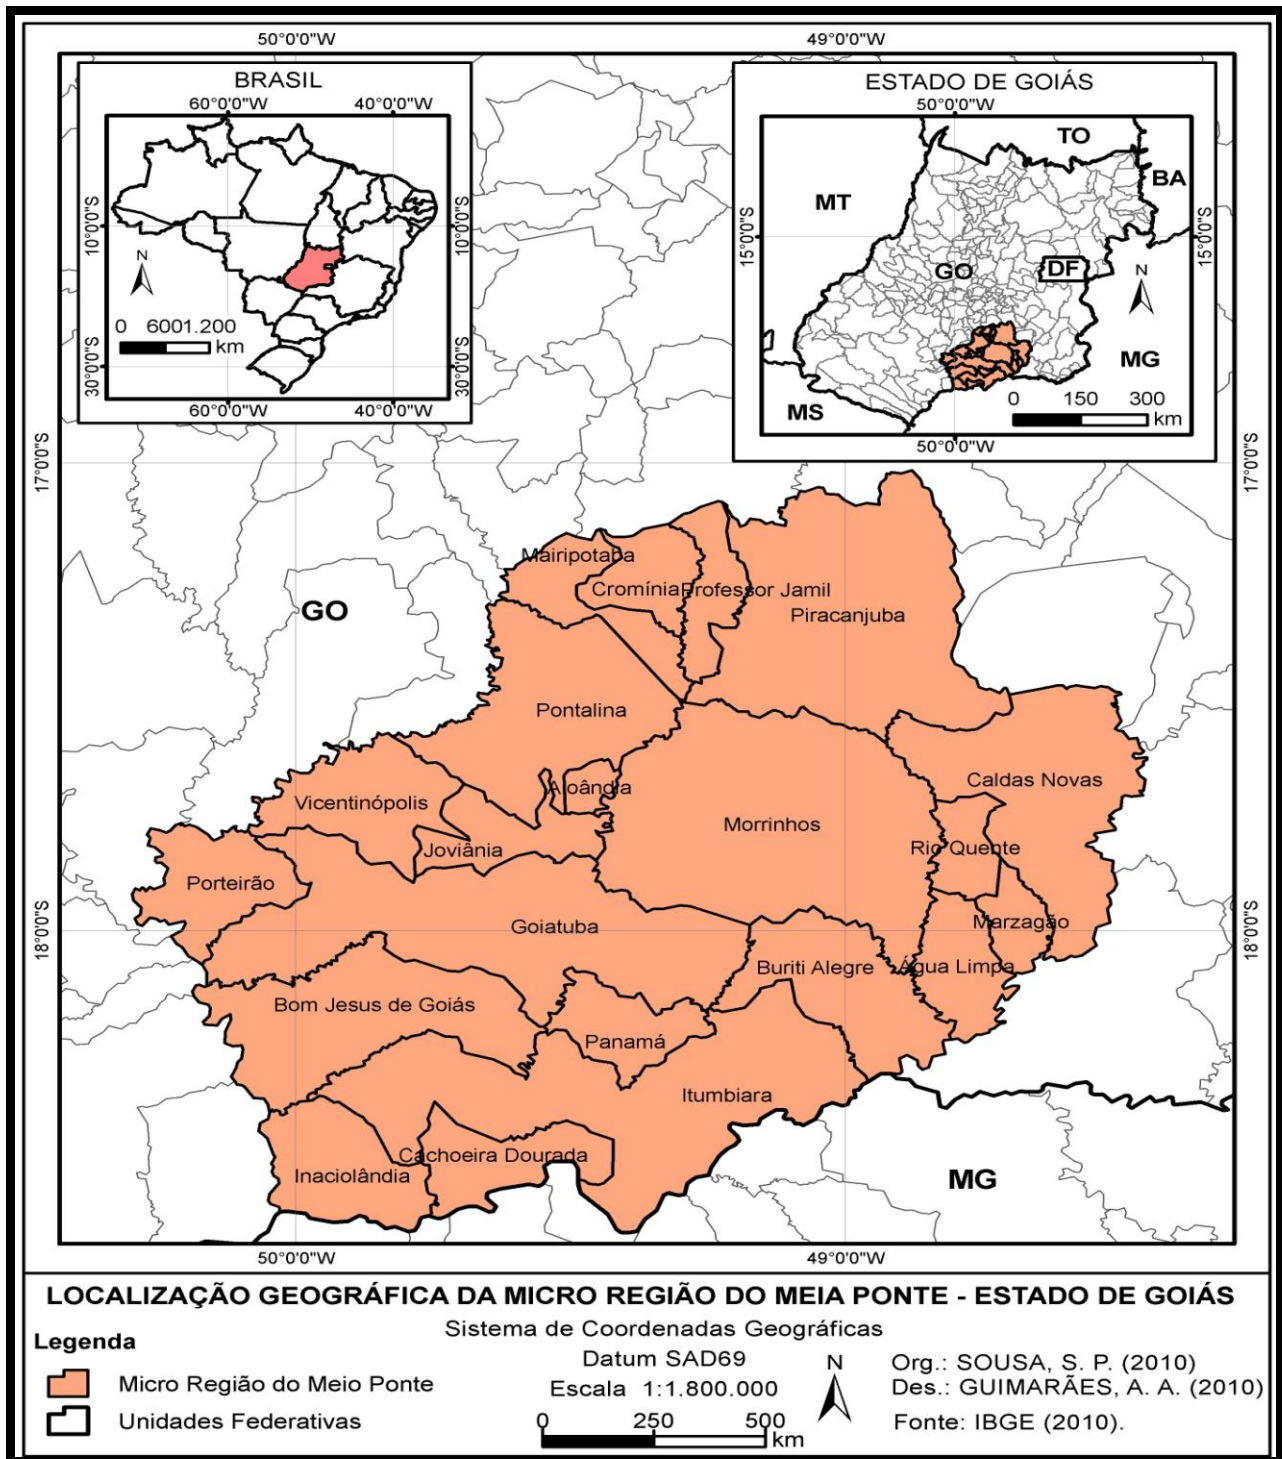 50°0'0"W 49°0'0"W
BRASIL
60°0'0"W 40°0'0"W
10°0'0"S 10°0'0"S
N
0 6001.200
km
30°0'0"S 30°0'0"S
60°0'0"W 40°0'0"W
ESTADO DE GOIÁS
50°0'0"W
TO
BA
MT
15°0'0"S 15°0'0"S
GO
DF
N
MG
MS
0 150 300
km
50°0'0"W
17°0'0"S 17°0'0"S
Mairipotaba
Cromínia
Professor Jamil
GO
Piracanjuba
Pontalina
Caldas Novas
Aloândia
Vicentinópolis
Morrinhos
Joviânia
Rio Quente
Porteirão
Marzagão
Goiatuba
18°0'0"S 18°0'0"S
Buriti Alegre
Água Limpa
Bom Jesus de Goiás
Panamá
Itumbiara
Cachoeira Dourada
Inaciolândia
MG
50°0'0"W 49°0'0"W
LOCALIZAÇÃO GEOGRÁFICA DA MICRO REGIÃO DO MEIA PONTE - ESTADO DE GOIÁS
Sistema de Coordenadas Geográficas
Legenda
Micro Região do Meio Ponte
Unidades Federativas
Datum SAD69
Escala 1:1.800.000
0 250 500
km
N
Org.: SOUSA, S. P. (2010)
Des.: GUIMARÃES, A. A. (2010)
Fonte: IBGE (2010).